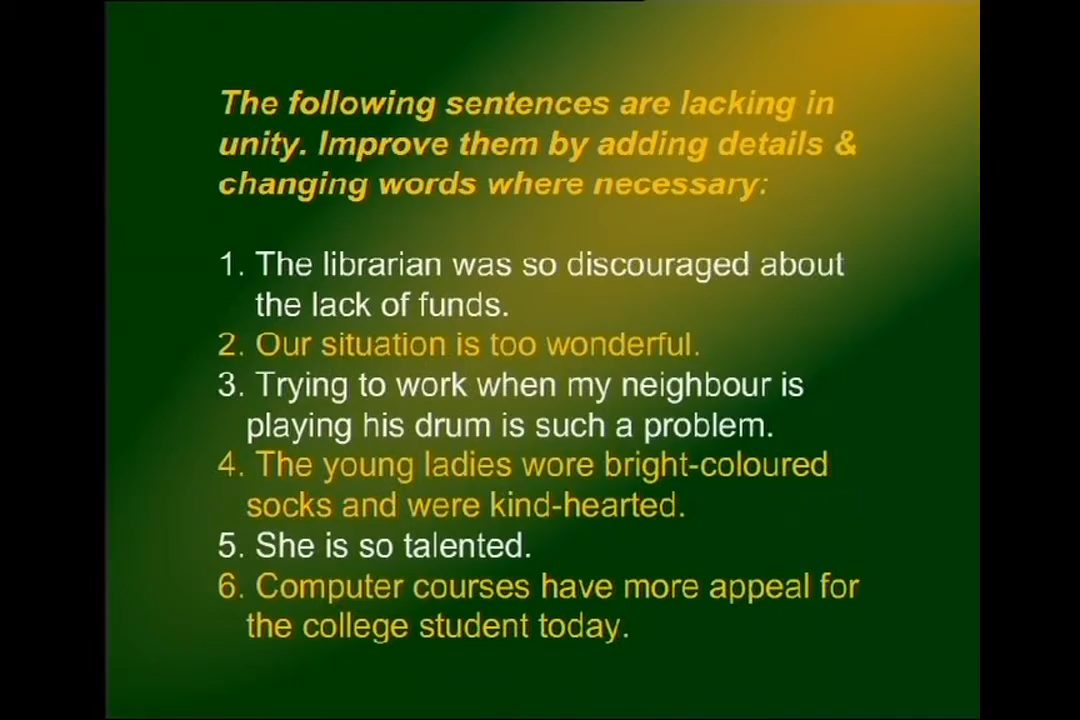 The following sentences are lacking in
unity. Improve them by adding details &
changing words where necessary:
1. The librarian was so discouraged about
the lack of funds.
2. Our situation is too wonderful.
3. Trying to work when my neighbour is
playing his drum is such a problem.
4. The young ladies wore bright-coloured
socks and were kind-hearted.
5. She is so talented.
6. Computer courses have more appeal for
the college student today.